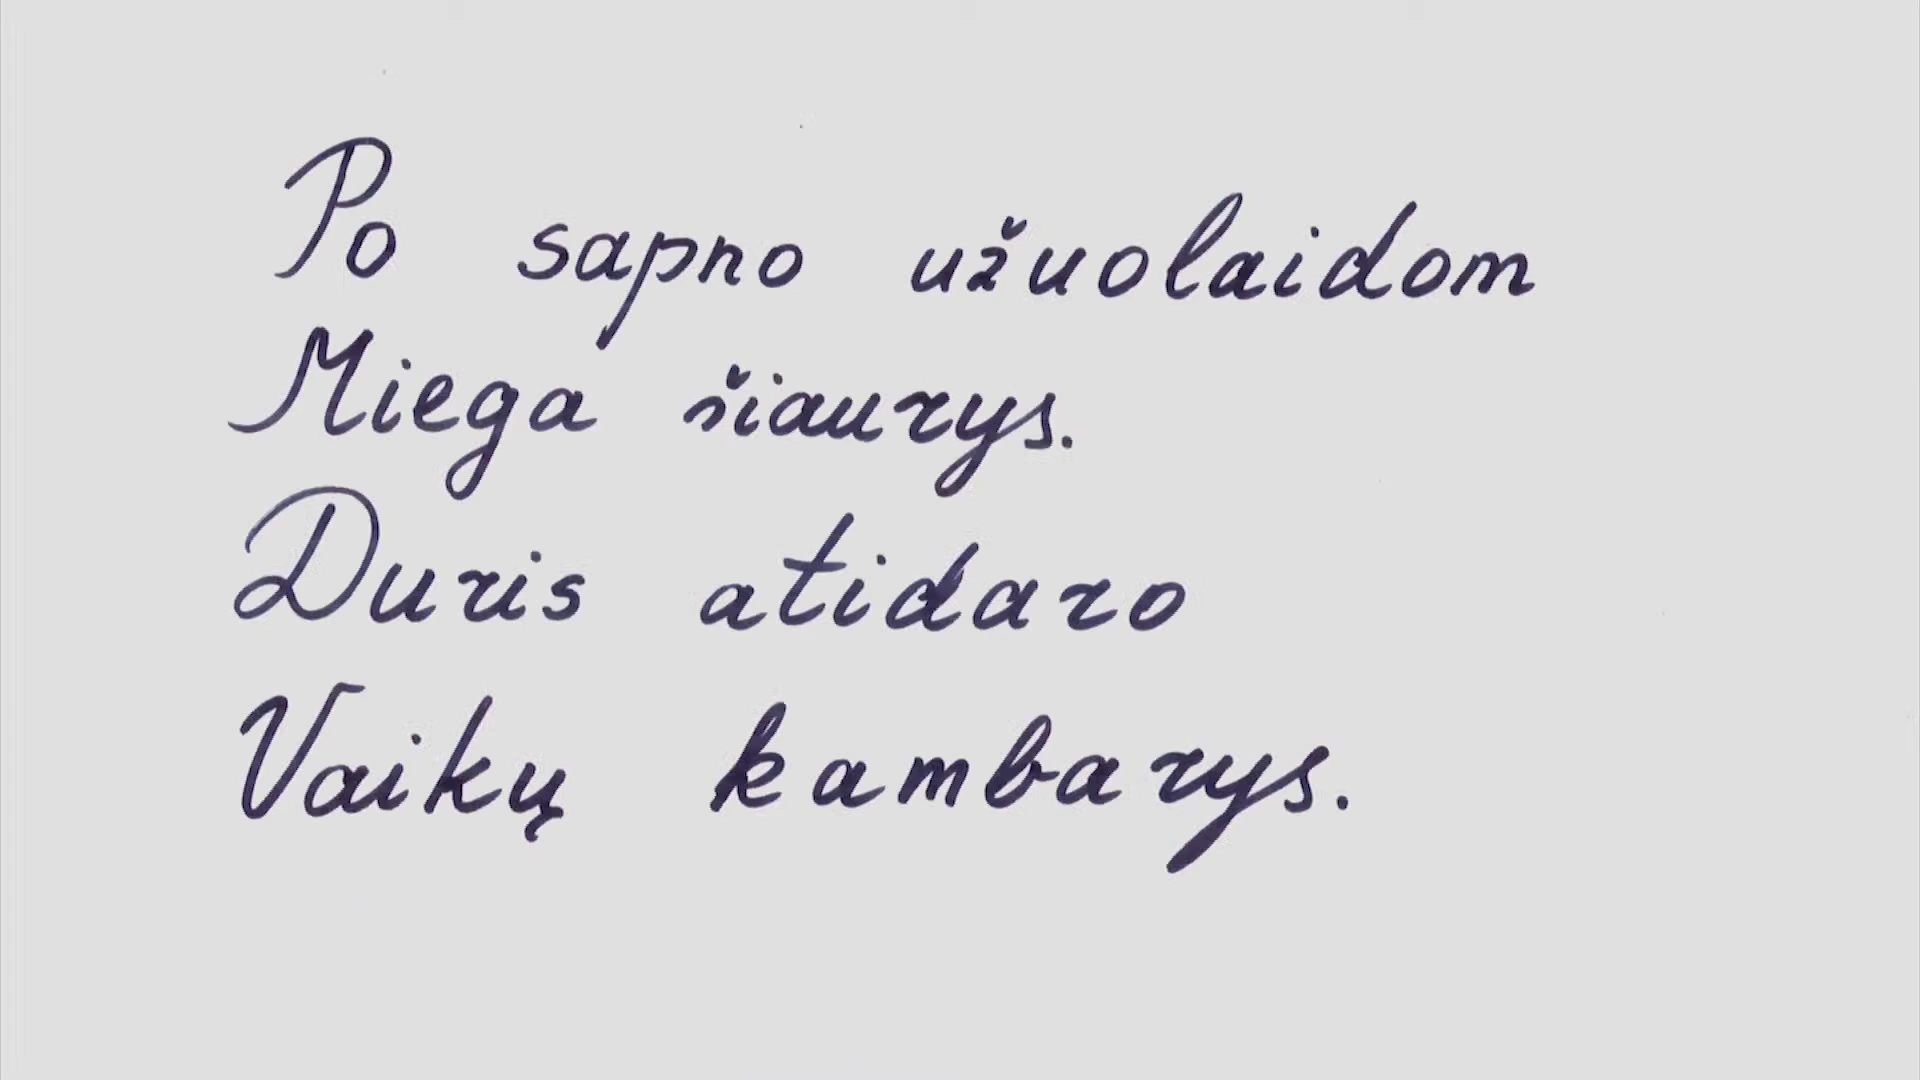 Po sapno užuolaidom
Miega šiaurys.
Duris atidaro
Vaikų kambarys.